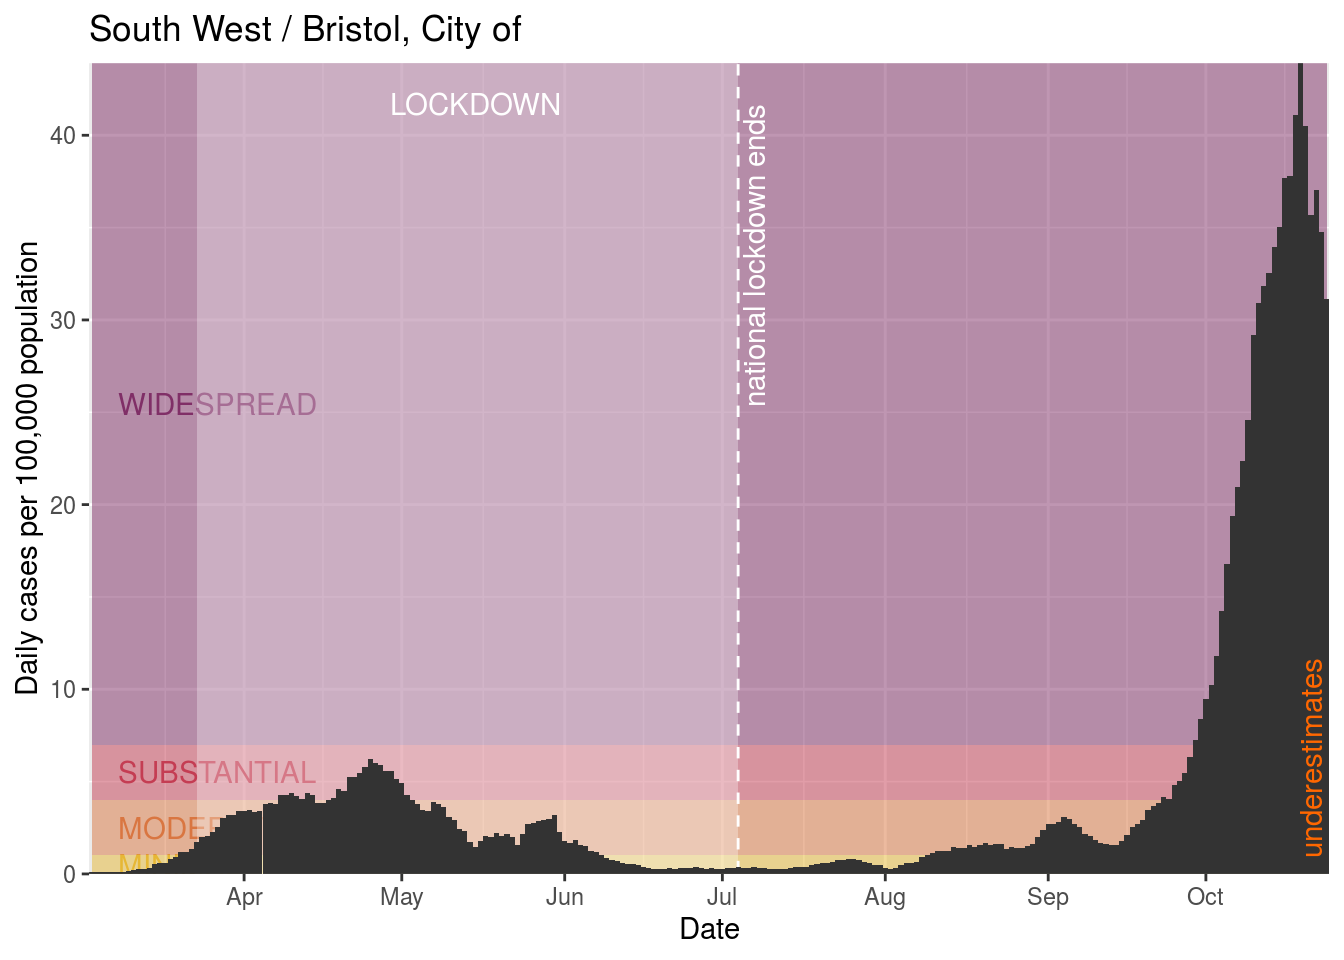 South West / Bristol, City of
LOCKDOWN
national lockdown ends
WIDESPREAD
SUBSTANTIAL
underestimates
Daily cases per 100,000 population
40
30
20
10
0
Apr
May
Jun
Jul
Aug
Sep
Oct
Date